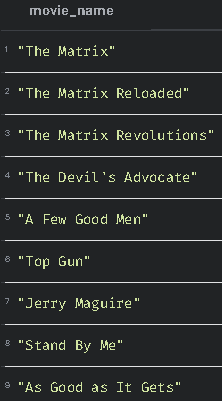 movie_name
1 "The Matrix"
2 "The Matrix Reloaded"
3 "The Matrix Revolutions"
4 "The Devil's Advocate"
5 "A Few Good Men"
6 "Top Gun"
7 "Jerry Maguire"
8 "Stand By Me"
9 "As Good as It Gets"